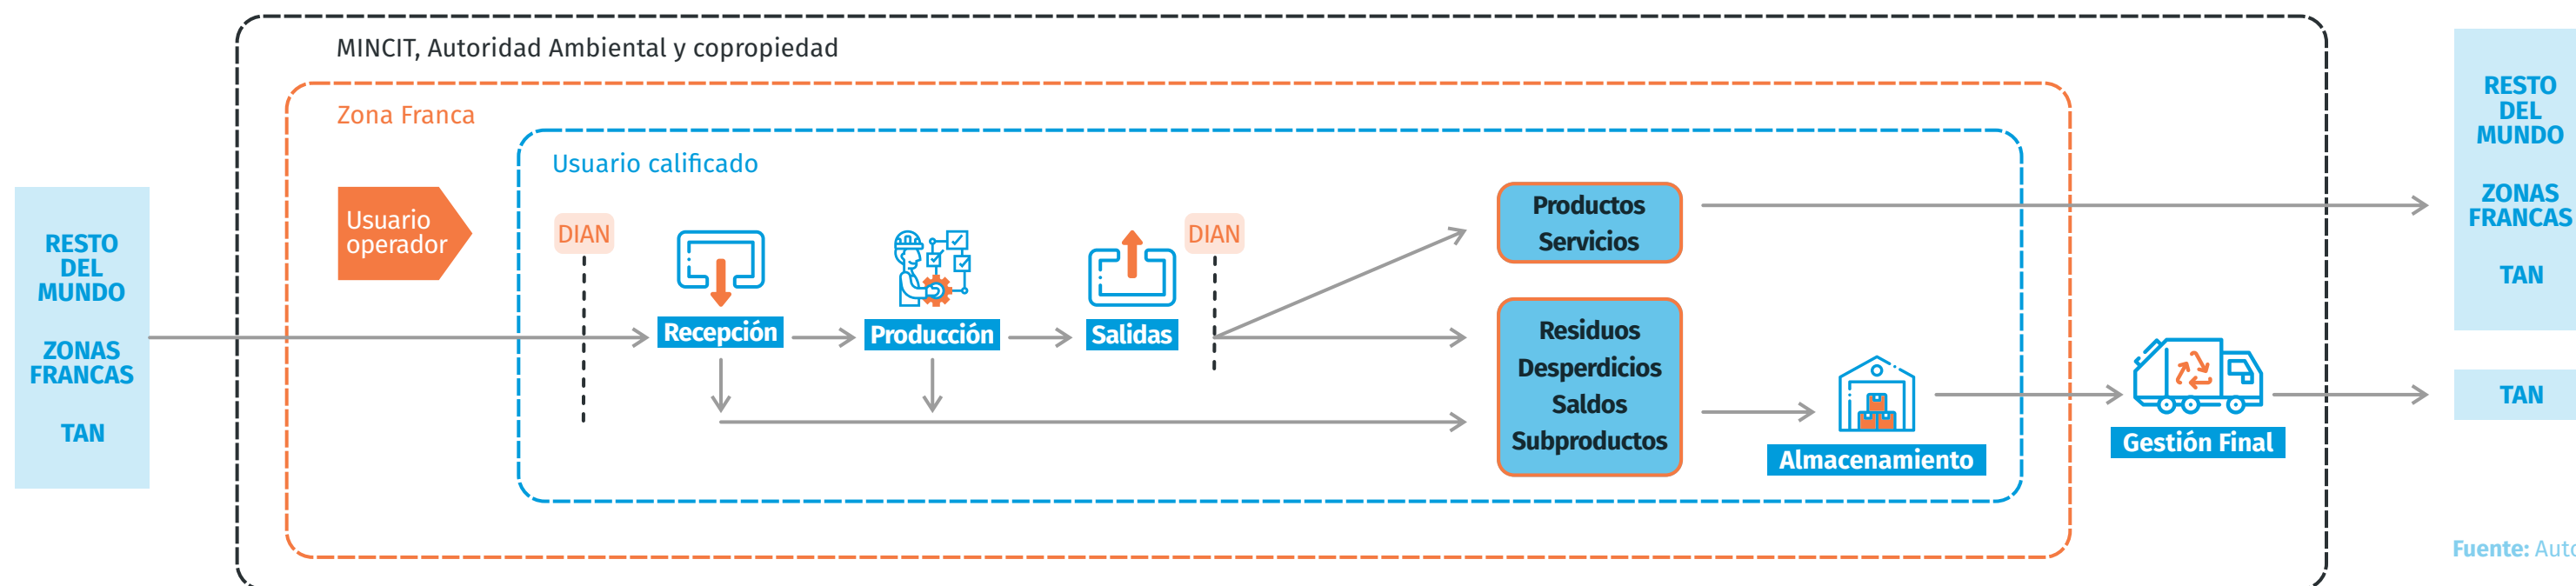 MINCIT, Autoridad Ambiental y copropiedad
Zona Franca
Usuario calificado
RESTO
DEL
MUNDO
ZONAS
FRANCAS
TAN
Usuario
operador
DIAN
Recepción
Producción
Salidas
DIAN
Productos
Servicios
Residuos
Desperdicios
Saldos
Subproductos
Almacenamiento
Gestión Final
RESTO
DEL
MUNDO
ZONAS
FRANCAS
TAN
TAN
Fuente: